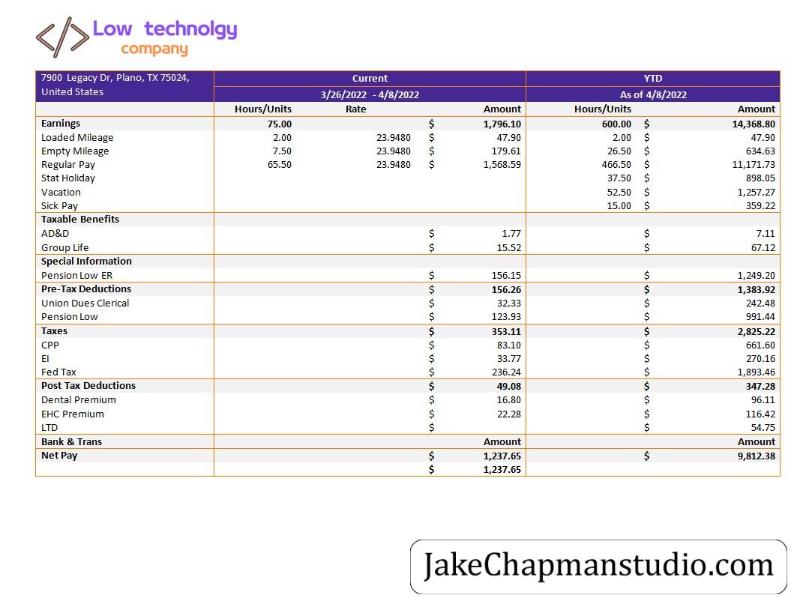 </>
Low technolgy
company
7900 Legacy Dr, Plano, TX 75024, Current YTD
United States 3/26/2022 - 4/8/2022 As of 4/8/2022
Hours/Units Rate Amount Hours/Units Amount
Earnings 75.00 $ 1,796.10 600.00 $ 14,368.80
Loaded Mileage 2.00 23.9480 $ 47.90 2.00 $ 47.90
Empty Mileage 7.50 23.9480 $ 179.61 26.50 $ 634.63
Regular Pay 65.50 23.9480 $ 1,568.59 466.50 $ 11,171.73
Stat Holiday 37.50 $ 898.05
Vacation 52.50 $ 1,257.27
Sick Pay 15.00 $ 359.22
Taxable Benefits
AD&D $ 1.77 $ 7.11
Group Life $ 15.52 $ 67.12
Special Information
Pension Low ER $ 156.15 $ 1,249.20
Pre-Tax Deductions $ 156.26 $ 1,383.92
Union Dues Clerical $ 32.33 $ 242.48
Pension Low $ 123.93 $ 991.44
Taxes $ 353.11 $ 2,825.22
CPP $ 83.10 $ 661.60
EI $ 33.77 $ 270.16
Fed Tax $ 236.24 $ 1,893.46
Post Tax Deductions $ 49.08 $ 347.28
Dental Premium $ 16.80 $ 96.11
EHC Premium $ 22.28 $ 116.42
LTD $ $ 54.75
Bank & Trans Amount Amount
Net Pay $ 1,237.65 $ 9,812.38
$ 1,237.65
JakeChapmanstudio.com